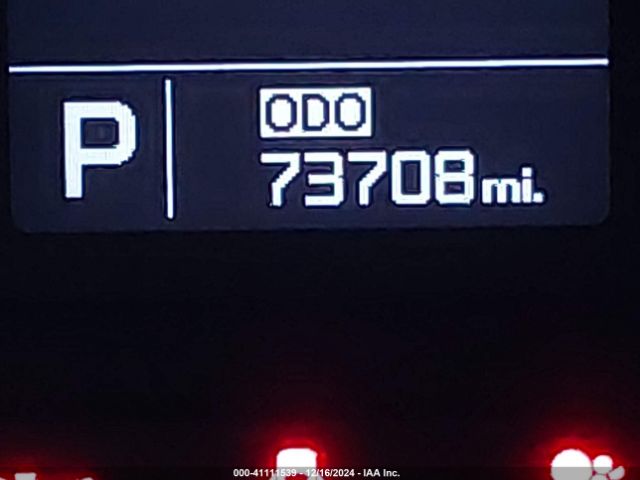 P
ODO
73708 mi.
000-41111539 - 12/16/2024 - IAA Inc.